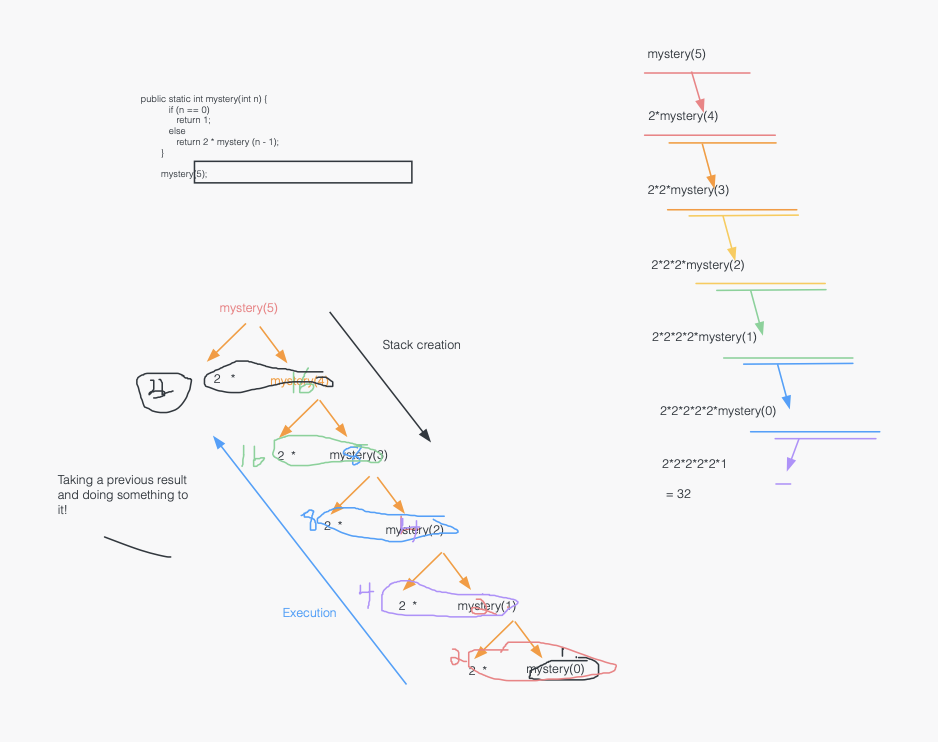 public static int mystery(int n) {
if (n == 0)
return 1;
else
return 2 * mystery (n - 1);
}
mystery(5);
mystery(5)
2 * mystery(4)
16
Stack creation
16
2 * mystery(3)
8
Taking a previous result
and doing something to
it!
8
2 * mystery(2)
4
Execution
4
2 * mystery(1)
2
2
2 * mystery(0)
1
mystery(5)
2*mystery(4)
2*2*mystery(3)
2*2*2*mystery(2)
2*2*2*2*mystery(1)
2*2*2*2*2*mystery(0)
2*2*2*2*2*1
= 32